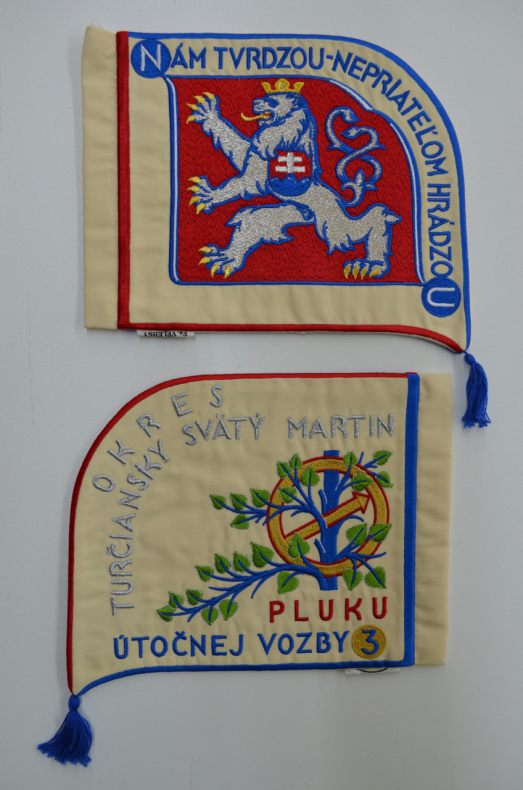 NÁM TVRDZOU-NEPRIATEĽOM HRÁDZOU
OKRES
TURČIANSKY SVÄTÝ MARTIN
PLUKU
ÚTOČNEJ VOZBY 3